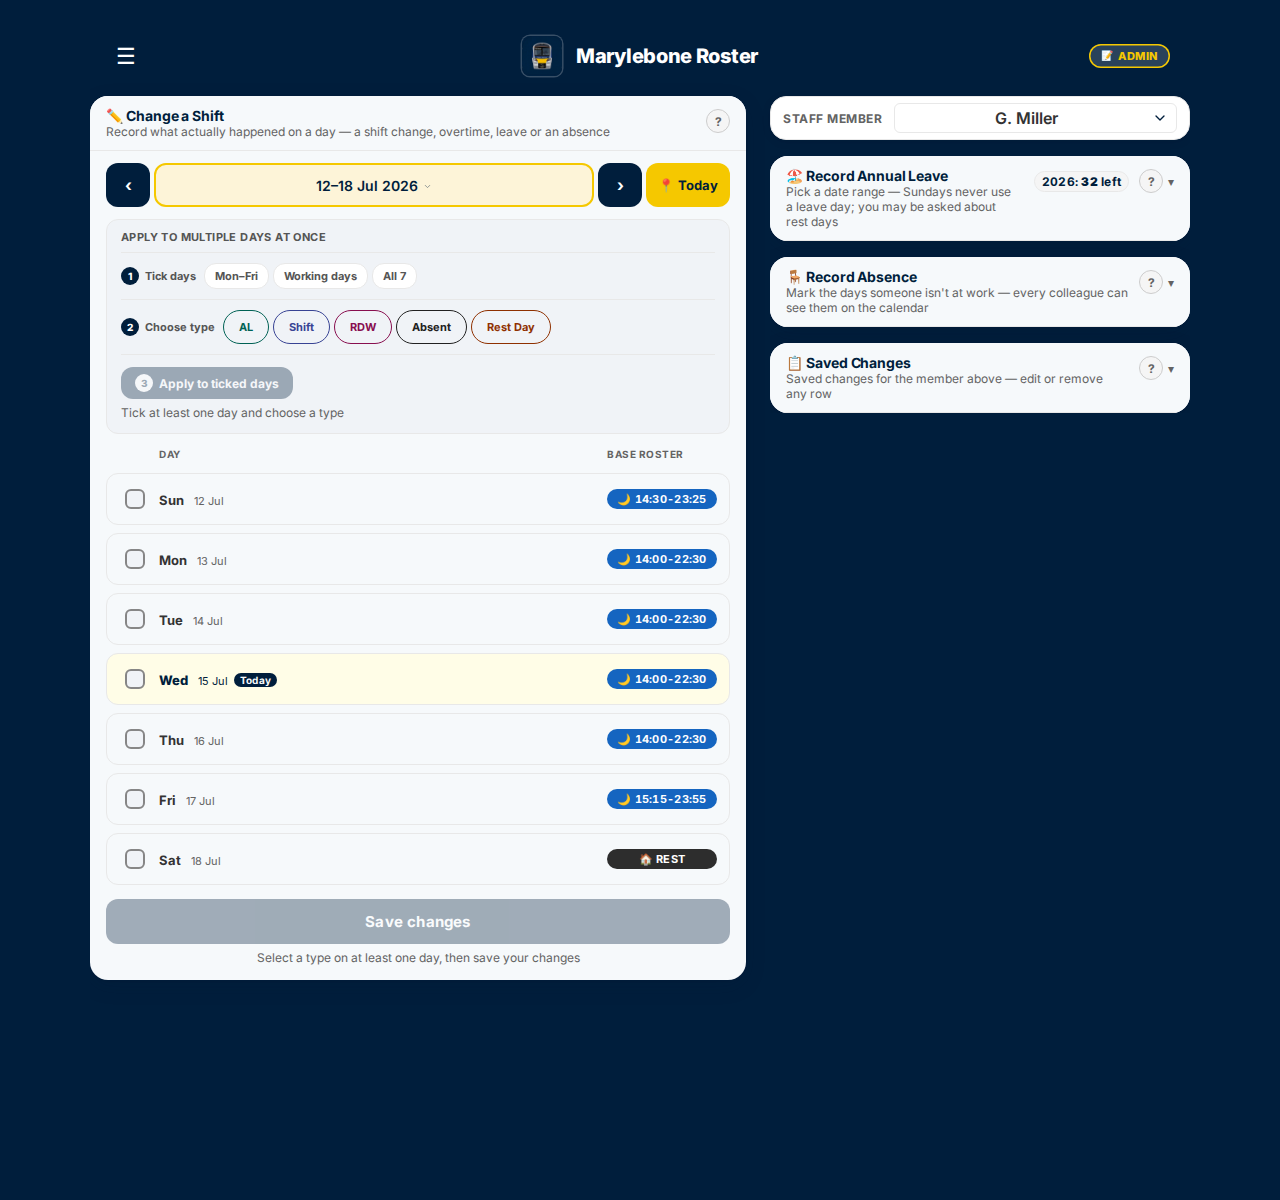 ☰
Marylebone Roster
📝 ADMIN
✏️ Change a Shift
Record what actually happened on a day — a shift change, overtime, leave or an absence
?
‹
12–18 Jul 2026
›
📍 Today
APPLY TO MULTIPLE DAYS AT ONCE
1 Tick days Mon–Fri Working days All 7
2 Choose type AL Shift RDW Absent Rest Day
3 Apply to ticked days
Tick at least one day and choose a type
DAY BASE ROSTER
Sun 12 Jul 🌙 14:30-23:25
Mon 13 Jul 🌙 14:00-22:30
Tue 14 Jul 🌙 14:00-22:30
Wed 15 Jul Today 🌙 14:00-22:30
Thu 16 Jul 🌙 14:00-22:30
Fri 17 Jul 🌙 15:15-23:55
Sat 18 Jul 🏠 REST
Save changes
Select a type on at least one day, then save your changes
STAFF MEMBER G. Miller
🏖️ Record Annual Leave
Pick a date range — Sundays never use
a leave day; you may be asked about
rest days
2026: 32 left ? ▾
🪑 Record Absence
Mark the days someone isn't at work — every colleague can
see them on the calendar
? ▾
📋 Saved Changes
Saved changes for the member above — edit or remove
any row
? ▾